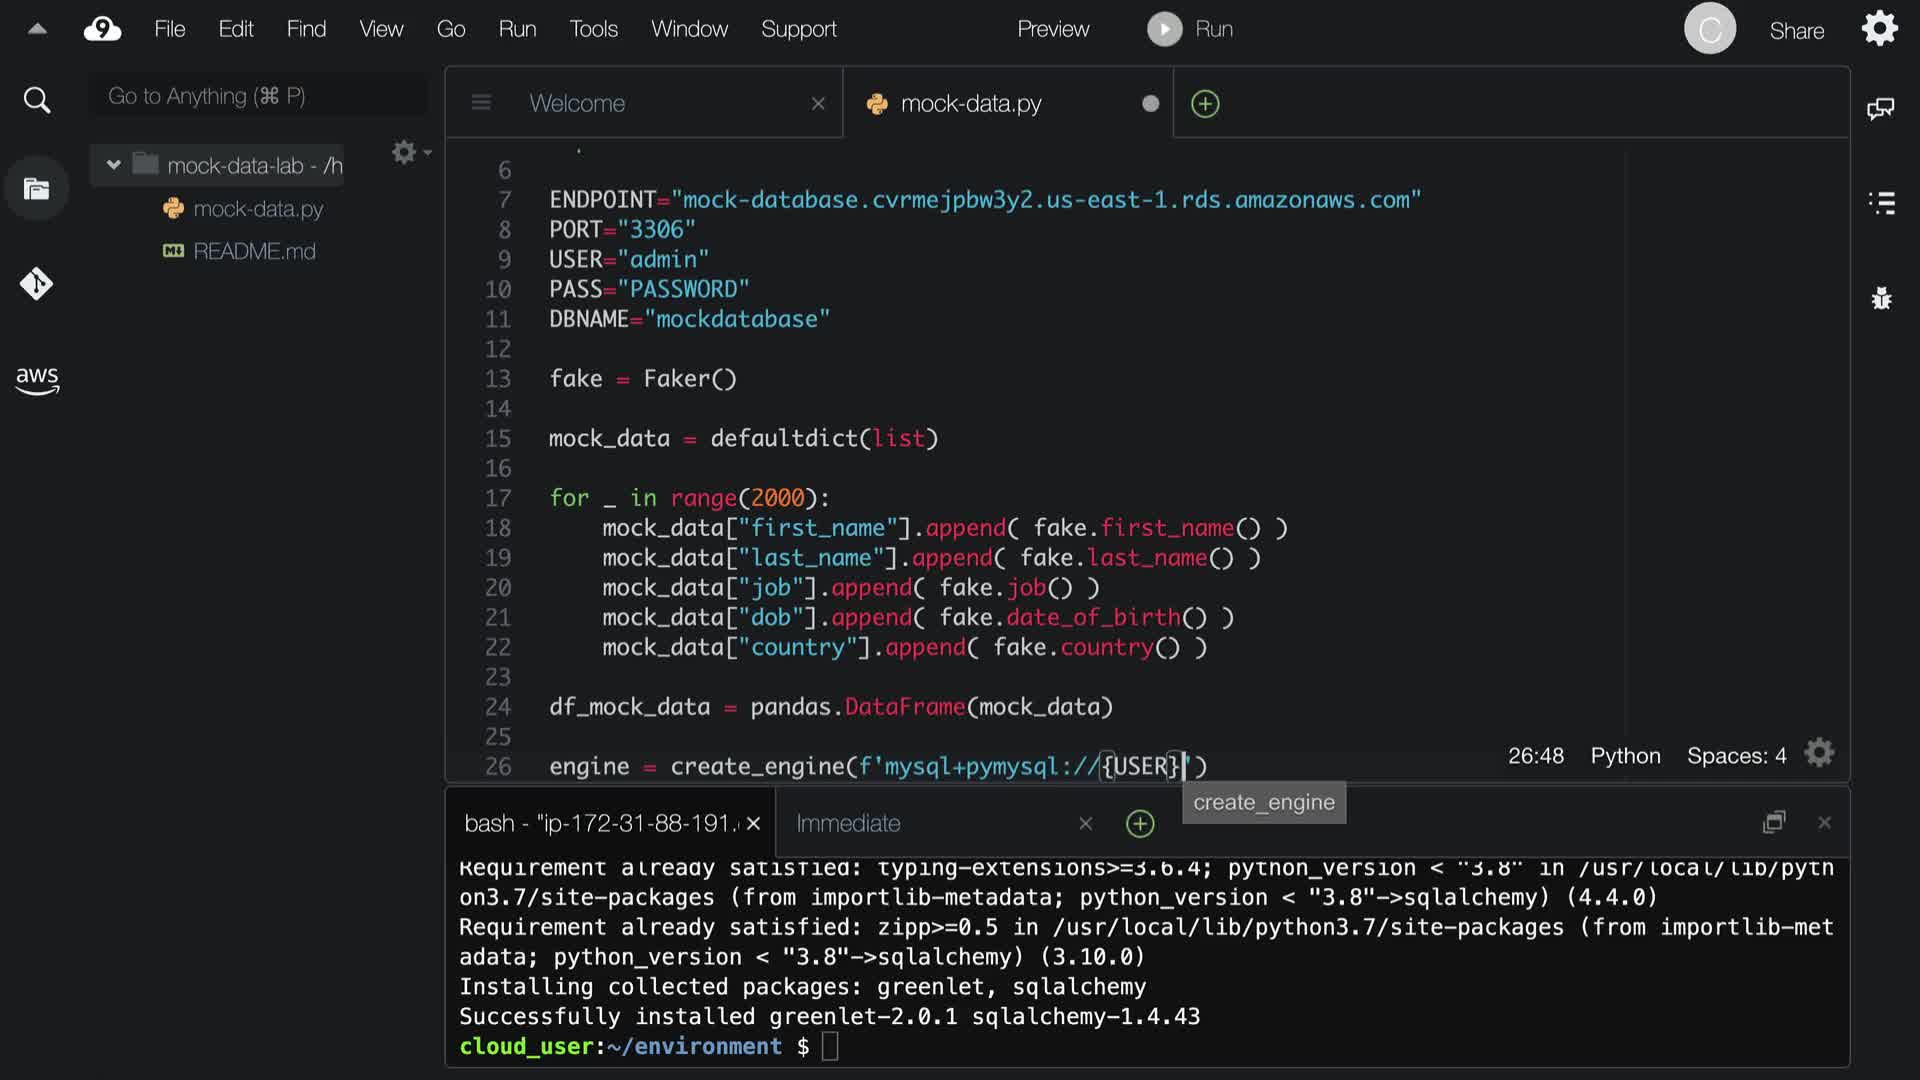 9 File Edit Find View Go Run Tools Window Support Preview Run C Share
Go to Anything (⌘ P)
Welcome mock-data.py
mock-data-lab - /h
mock-data.py
README.md
aws
6
7 ENDPOINT="mock-database.cvrmejpbw3y2.us-east-1.rds.amazonaws.com"
8 PORT="3306"
9 USER="admin"
10 PASS="PASSWORD"
11 DBNAME="mockdatabase"
12
13 fake = Faker()
14
15 mock_data = defaultdict(list)
16
17 for _ in range(2000):
18 mock_data["first_name"].append( fake.first_name() )
19 mock_data["last_name"].append( fake.last_name() )
20 mock_data["job"].append( fake.job() )
21 mock_data["dob"].append( fake.date_of_birth() )
22 mock_data["country"].append( fake.country() )
23
24 df_mock_data = pandas.DataFrame(mock_data)
25
26 engine = create_engine(f'mysql+pymysql://{USER}')
26:48 Python Spaces: 4
create_engine
bash - "ip-172-31-88-191. Immediate
Requirement already satisfied: typing-extensions>=3.6.4; python_version < "3.8" in /usr/local/lib/pyth
on3.7/site-packages (from importlib-metadata; python_version < "3.8"->sqlalchemy) (4.4.0)
Requirement already satisfied: zipp>=0.5 in /usr/local/lib/python3.7/site-packages (from importlib-met
adata; python_version < "3.8"->sqlalchemy) (3.10.0)
Installing collected packages: greenlet, sqlalchemy
Successfully installed greenlet-2.0.1 sqlalchemy-1.4.43
cloud_user:~/environment $